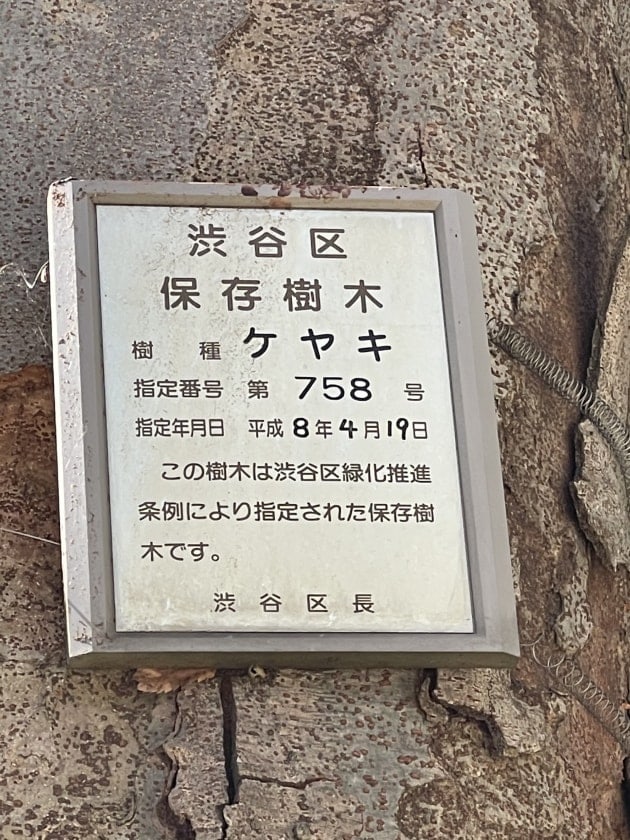 渋谷区
保存樹木
樹 種 ケヤキ
指定番号 第 758 号
指定年月日 平成8年4月19日
この樹木は渋谷区緑化推進
条例により指定された保存樹
木です。
渋谷区長